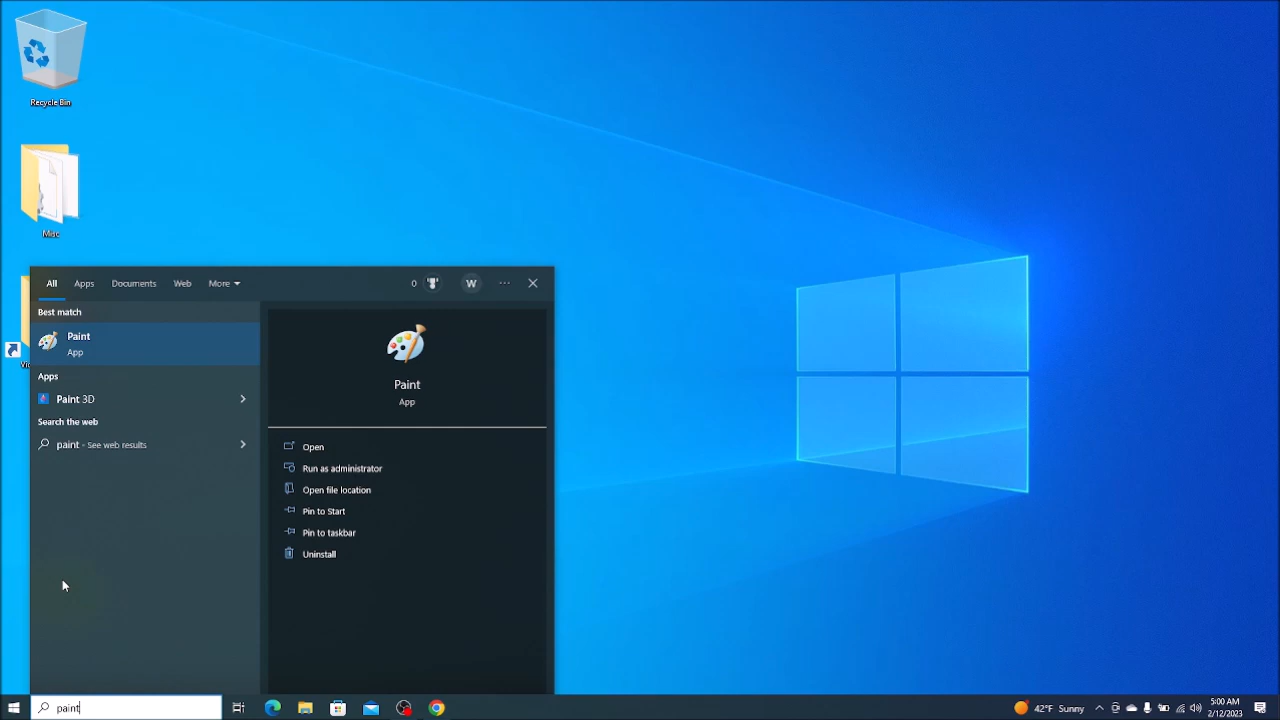 Recycle Bin
Mac
All Apps Documents Web More 0 W ...
Best match
Paint
App
Apps
Paint 3D
Search the web
paint - See web results
Paint
App
Open
Run as administrator
Open file location
Pin to Start
Pin to taskbar
Uninstall
paint
42°F Sunny
5:00 AM
2/12/2023